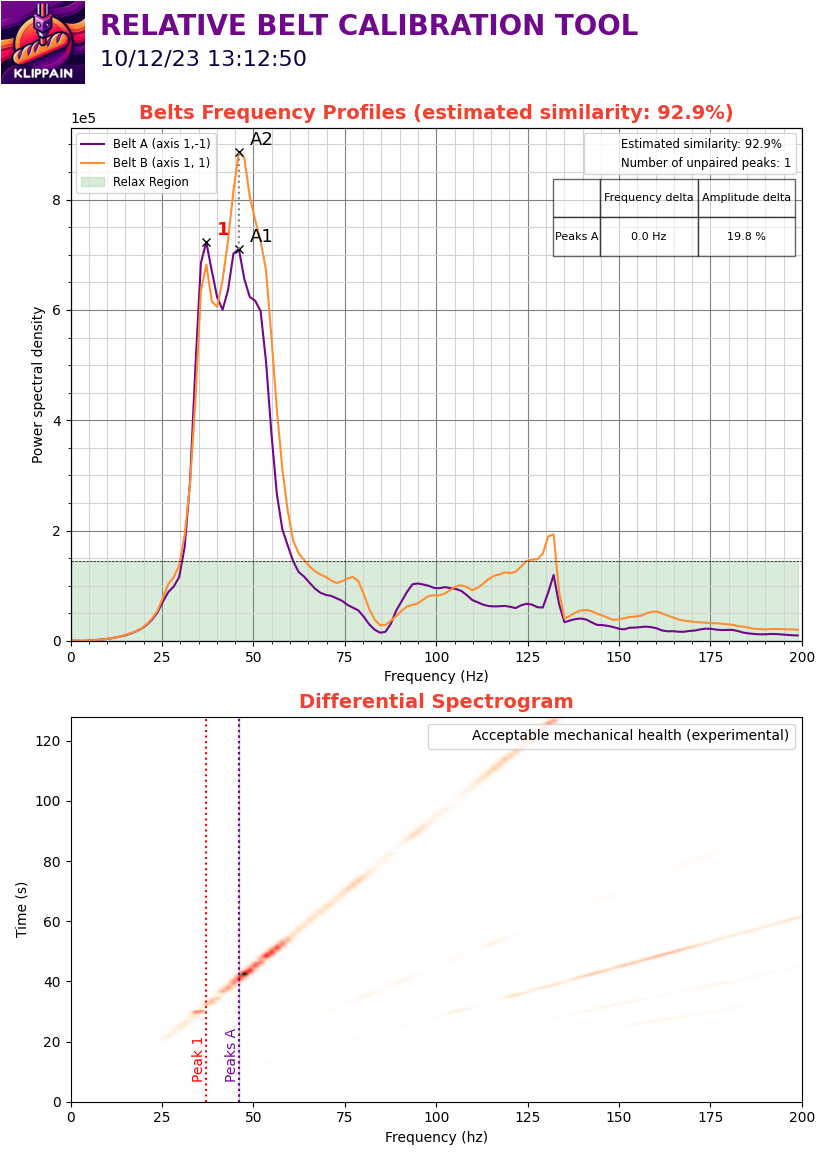 KLIPPAIN
RELATIVE BELT CALIBRATION TOOL
10/12/23 13:12:50
Belts Frequency Profiles (estimated similarity: 92.9%)
1e5
Belt A (axis 1,-1)
Belt B (axis 1, 1)
Relax Region
A2
Estimated similarity: 92.9%
Number of unpaired peaks: 1
Frequency delta Amplitude delta
Peaks A 0.0 Hz 19.8 %
1
A1
8
6
4
2
0
Power spectral density
0 25 50 75 100 125 150 175 200
Frequency (Hz)
Differential Spectrogram
Acceptable mechanical health (experimental)
120
100
80
60
40
20
0
Time (s)
Peak 1
Peaks A
0 25 50 75 100 125 150 175 200
Frequency (hz)